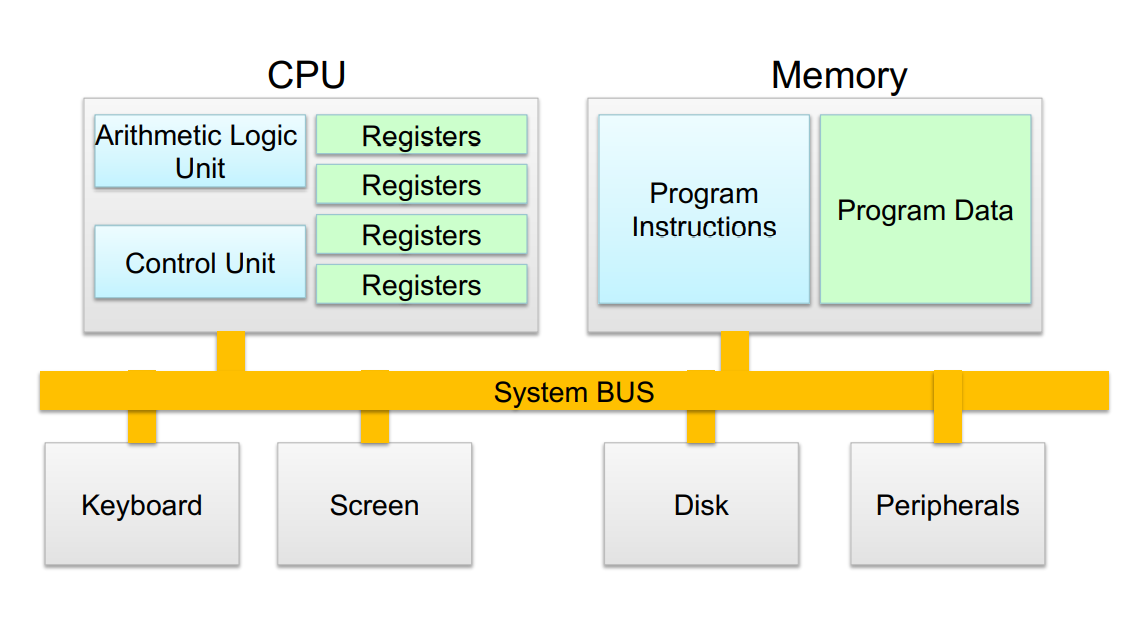 CPU
Memory
Arithmetic Logic
Unit
Control Unit
Registers
Registers
Registers
Registers
Program
Instructions
Program Data
System BUS
Keyboard
Screen
Disk
Peripherals